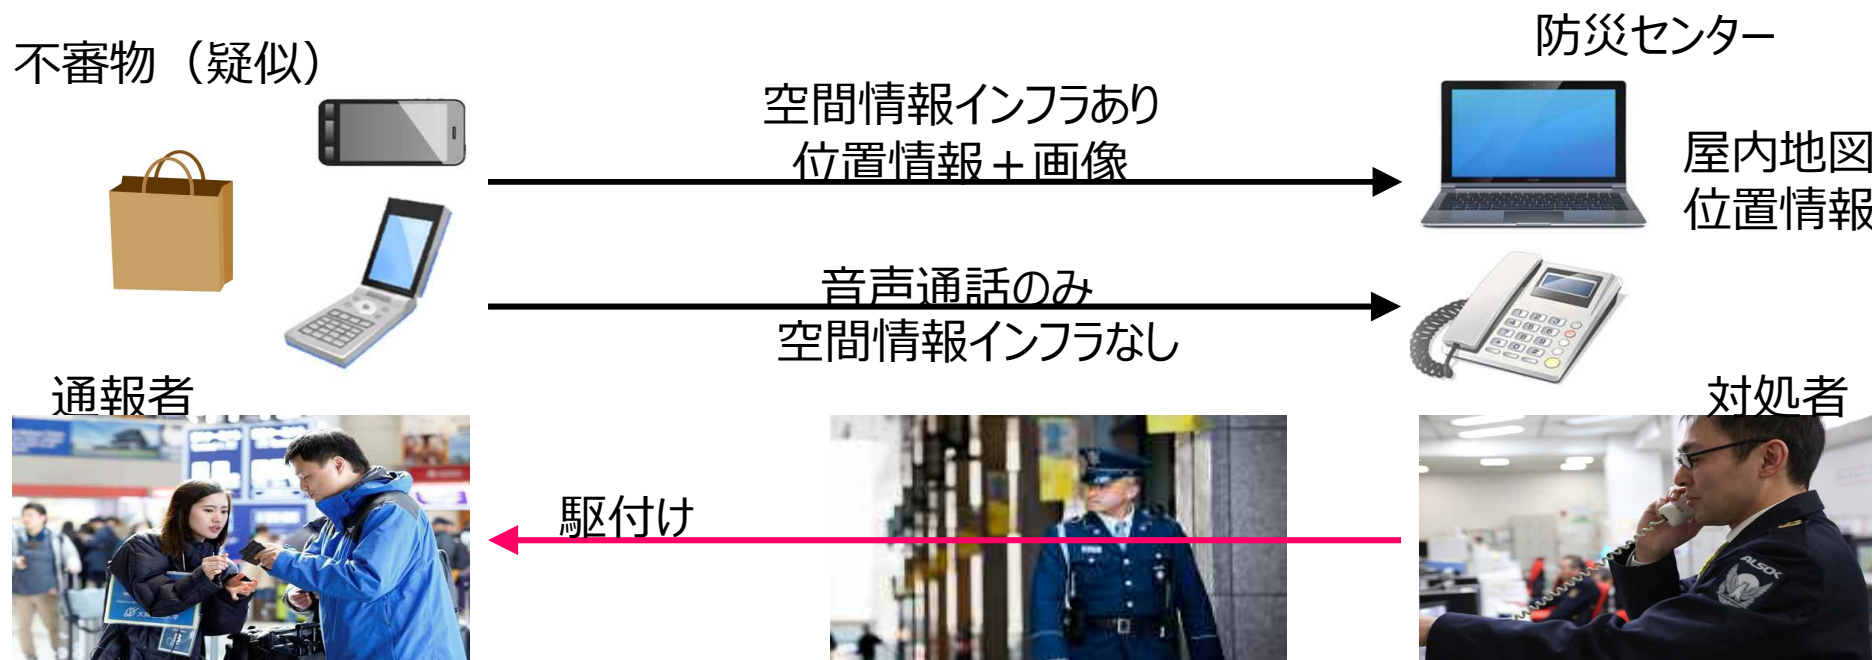 不審物（疑似）
防災センター
空間情報インフラあり
位置情報＋画像
屋内地図
位置情報
音声通話のみ
空間情報インフラなし
通報者
対処者
駆付け
ALSOK